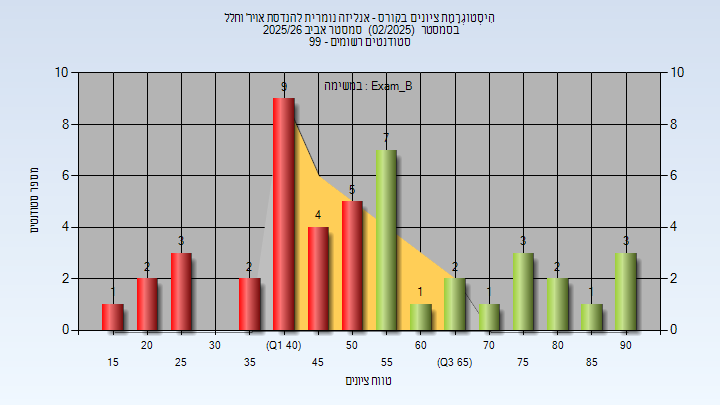 היסטוגרמת ציונים בקורס - אנליזה נומרית להנדסת אויר וחלל
בסמסטר (02/2025) סמסטר אביב 2025/26
סטודנטים רשומים - 99
במשימה : Exam_B
מספר סטודנטים
10 10
8 8
6 6
4 4
2 2
0 0
1 2 3 2 9 4 5 7 1 2 1 3 2 1 3
20 30 (Q1 40) 50 60 70 80 90
15 25 35 45 55 (Q3 65) 75 85
טווח ציונים